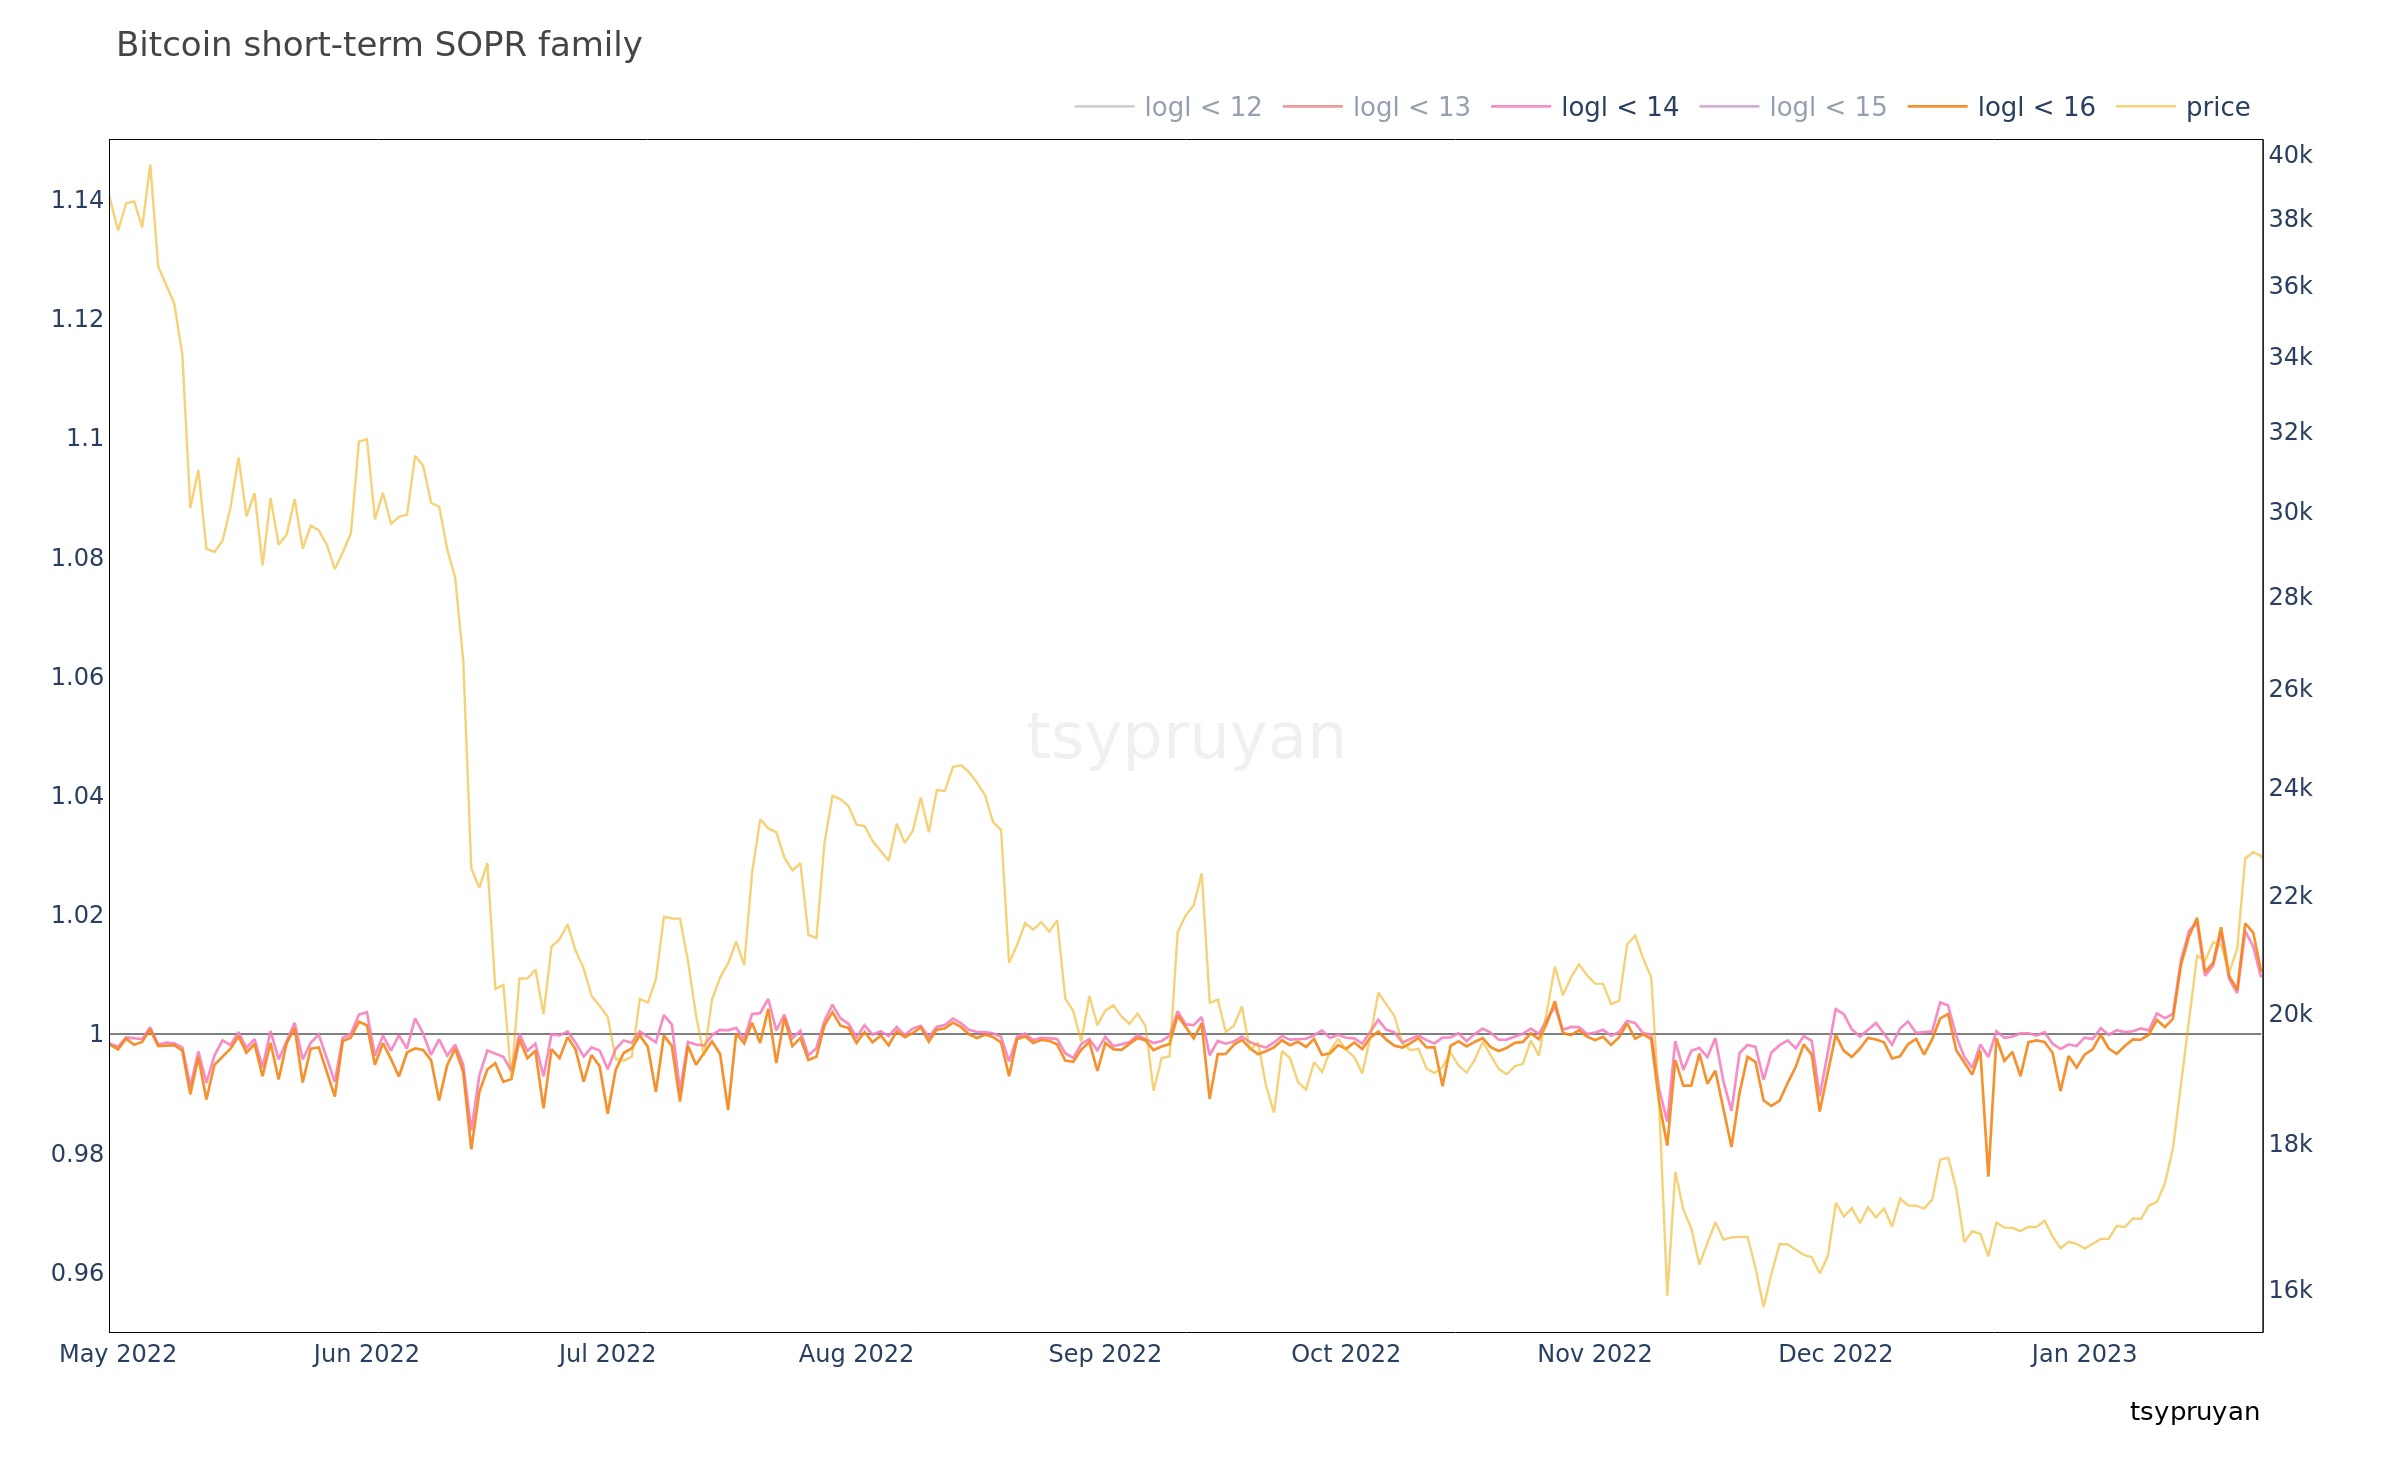 Bitcoin short-term SOPR family
logl < 12 logl < 13 logl < 14 logl < 15 logl < 16 price
1.14
1.12
1.1
1.08
1.06
1.04
1.02
1
0.98
0.96
40k
38k
36k
34k
32k
30k
28k
26k
24k
22k
20k
18k
16k
tsypruyan
May 2022 Jun 2022 Jul 2022 Aug 2022 Sep 2022 Oct 2022 Nov 2022 Dec 2022 Jan 2023
tsypruyan